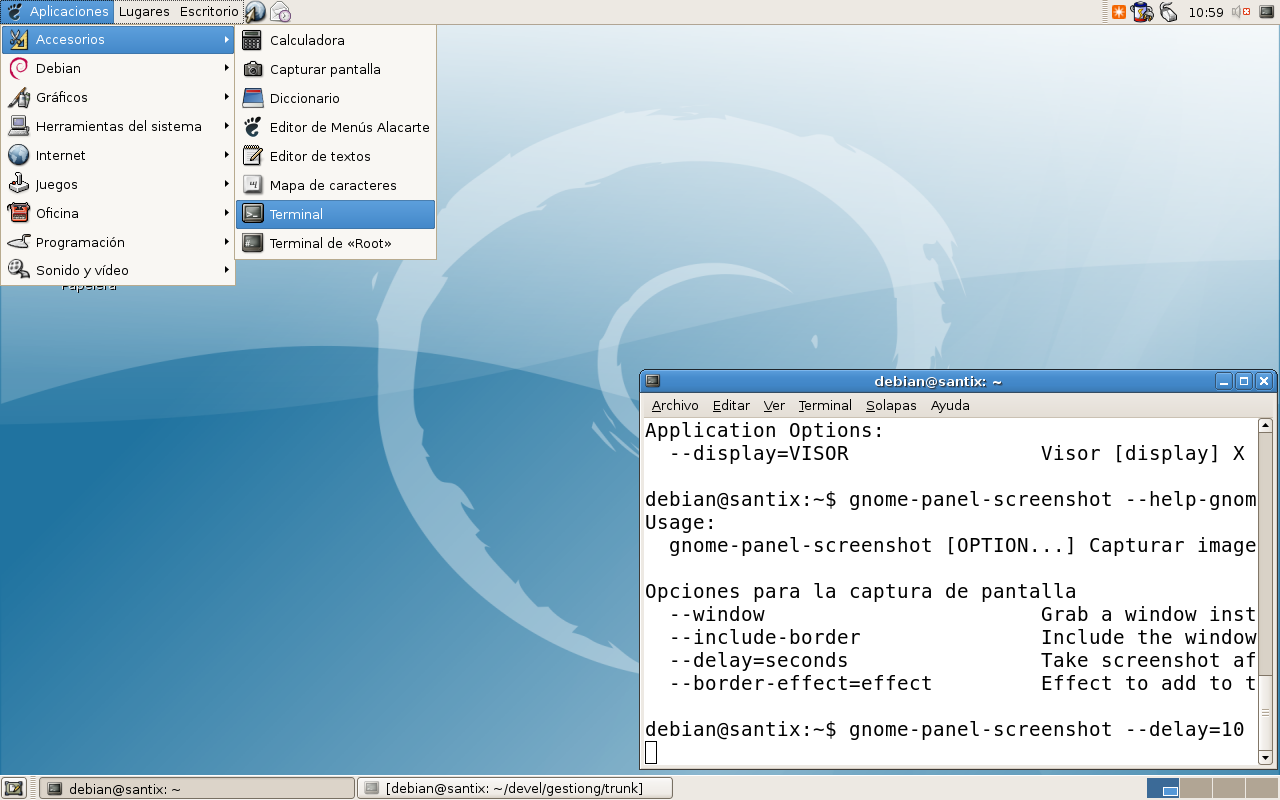 Aplicaciones Lugares Escritorio 10:59
Accesorios
Debian
Gráficos
Herramientas del sistema
Internet
Juegos
Oficina
Programación
Sonido y vídeo
Calculadora
Capturar pantalla
Diccionario
Editor de Menús Alacarte
Editor de textos
Mapa de caracteres
Terminal
Terminal de «Root»
Papelera
debian@santix: ~
Archivo Editar Ver Terminal Solapas Ayuda
Application Options:
--display=VISOR Visor [display] X
debian@santix:~$ gnome-panel-screenshot --help-gnom
Usage:
gnome-panel-screenshot [OPTION...] Capturar image
Opciones para la captura de pantalla
--window Grab a window inst
--include-border Include the window
--delay=seconds Take screenshot af
--border-effect=effect Effect to add to t
debian@santix:~$ gnome-panel-screenshot --delay=10
debian@santix: ~ [debian@santix: ~/devel/gestiong/trunk]